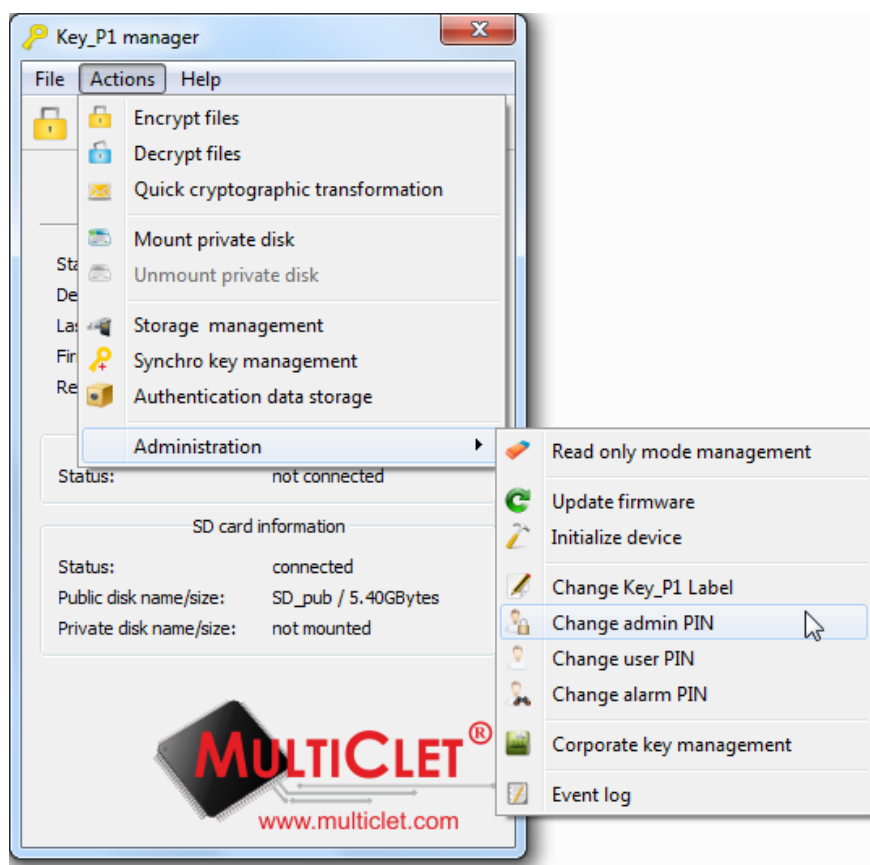 Key_P1 manager
File Actions Help
Encrypt files
Decrypt files
Quick cryptographic transformation
Mount private disk
Unmount private disk
Storage management
Synchro key management
Authentication data storage
Administration
Read only mode management
Update firmware
Initialize device
Change Key_P1 Label
Change admin PIN
Change user PIN
Change alarm PIN
Corporate key management
Event log
Status: not connected
SD card information
Status: connected
Public disk name/size: SD_pub / 5.40GBytes
Private disk name/size: not mounted
MULTICLET®
www.multiclet.com